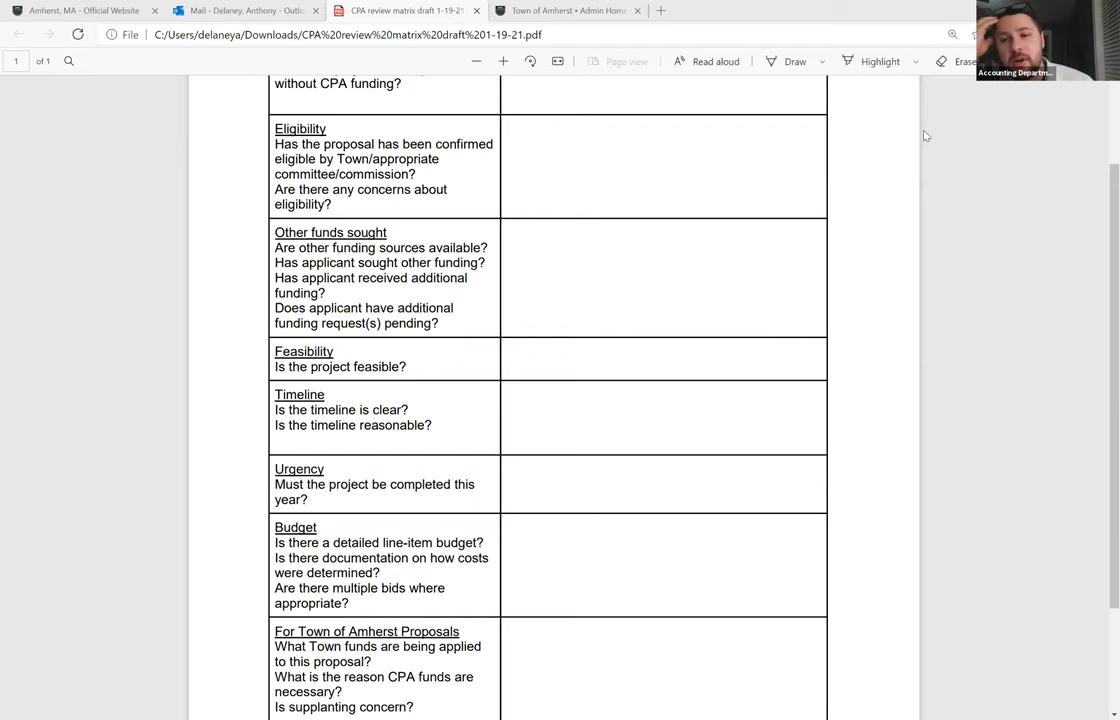 Amherst, MA - Official Website
Mail - Delaney, Anthony - Outlo
CPA review matrix draft 1-19-21
Town of Amherst • Admin Home
File
C:/Users/delaneya/Downloads/CPA%20review%20matrix%20draft%201-19-21.pdf
1 of 1
Page view
Read aloud
Draw
Highlight
Erase
Accounting Departm...
without CPA funding?
Eligibility
Has the proposal has been confirmed
eligible by Town/appropriate
committee/commission?
Are there any concerns about
eligibility?
Other funds sought
Are other funding sources available?
Has applicant sought other funding?
Has applicant received additional
funding?
Does applicant have additional
funding request(s) pending?
Feasibility
Is the project feasible?
Timeline
Is the timeline is clear?
Is the timeline reasonable?
Urgency
Must the project be completed this
year?
Budget
Is there a detailed line-item budget?
Is there documentation on how costs
were determined?
Are there multiple bids where
appropriate?
For Town of Amherst Proposals
What Town funds are being applied
to this proposal?
What is the reason CPA funds are
necessary?
Is supplanting concern?